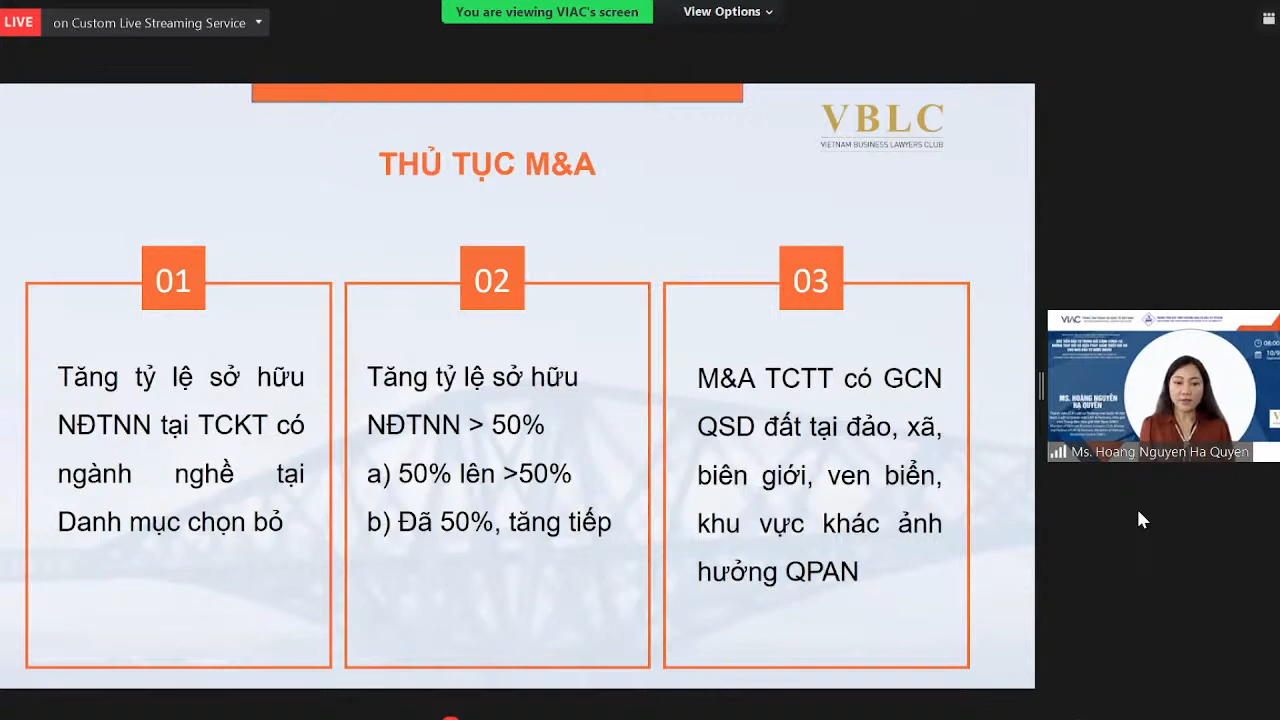 LIVE
on Custom Live Streaming Service
You are viewing VIAC's screen
View Options
VBLC
VIETNAM BUSINESS LAWYERS CLUB
THỦ TỤC M&A
01
Tăng tỷ lệ sở hữu
NĐTNN tại TCKT có
ngành nghề tại
Danh mục chọn bỏ
02
Tăng tỷ lệ sở hữu
NĐTNN > 50%
a) 50% lên >50%
b) Đã 50%, tăng tiếp
03
M&A TCTT có GCN
QSD đất tại đảo, xã,
biên giới, ven biển,
khu vực khác ảnh
hưởng QPAN
VIAC
MS. HOÀNG NGUYỄN
HẠ QUYÊN
Ms. Hoang Nguyen Ha Quyen